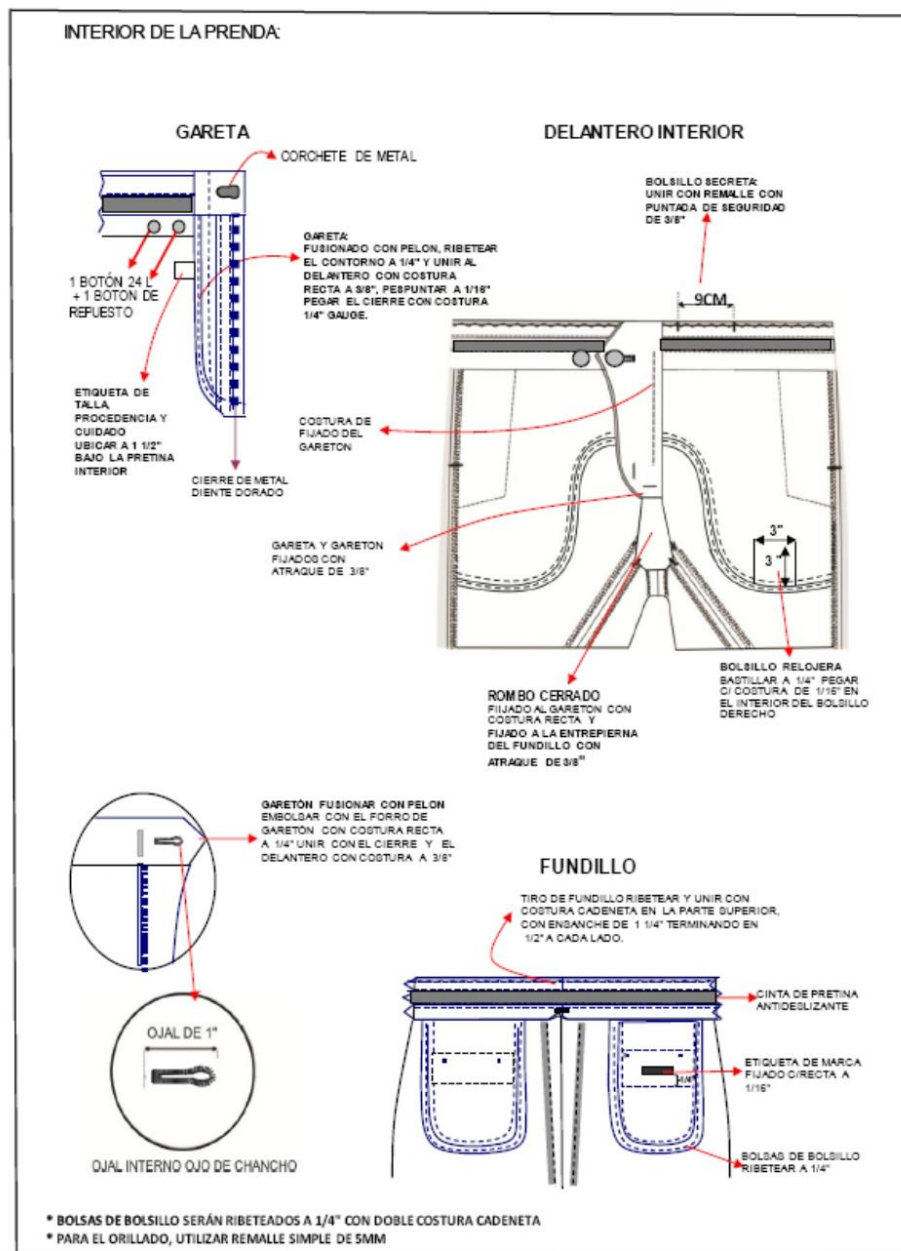 INTERIOR DE LA PRENDA:
GARETA
CORCHETE DE METAL
1 BOTÓN 24 L
+ 1 BOTON DE
REPUESTO
GARETA:
FUSIONADO CON PELON, RIBETEAR
EL CONTORNO A 1/4" Y UNIR AL
DELANTERO CON COSTURA
RECTA A 3/8", PESPUNTAR A 1/16"
PEGAR EL CIERRE CON COSTURA
1/4" GAUGE.
ETIQUETA DE
TALLA,
PROCEDENCIA Y
CUIDADO
UBICAR A 1 1/2"
BAJO LA PRETINA
INTERIOR
CIERRE DE METAL
DIENTE DORADO
DELANTERO INTERIOR
BOLSILLO SECRETA:
UNIR CON REMALLE CON
PUNTADA DE SEGURIDAD
DE 3/8"
9CM
COSTURA DE
FIJADO DEL
GARETON
GARETA Y GARETON
FIJADOS CON
ATRAQUE DE 3/8"
3"
3"
ROMBO CERRADO
FIIJADO AL GARETON CON
COSTURA RECTA Y
FIJADO A LA ENTREPIERNA
DEL FUNDILLO CON
ATRAQUE DE 3/8"
BOLSILLO RELOJERA
BASTILLAR A 1/4" PEGAR
C/ COSTURA DE 1/16" EN
EL INTERIOR DEL BOLSILLO
DERECHO
GARETÓN FUSIONAR CON PELON
EMBOLSAR CON EL FORRO DE
GARETÓN CON COSTURA RECTA
A 1/4" UNIR CON EL CIERRE Y EL
DELANTERO CON COSTURA A 3/8"
OJAL DE 1"
OJAL INTERNO OJO DE CHANCHO
FUNDILLO
TIRO DE FUNDILLO RIBETEAR Y UNIR CON
COSTURA CADENETA EN LA PARTE SUPERIOR,
CON ENSANCHE DE 1 1/4" TERMINANDO EN
1/2" A CADA LADO.
CINTA DE PRETINA
ANTIDESLIZANTE
ETIQUETA DE MARCA
FIJADO C/RECTA A
1/16"
BOLSAS DE BOLSILLO
RIBETEAR A 1/4"
* BOLSAS DE BOLSILLO SERÁN RIBETEADOS A 1/4" CON DOBLE COSTURA CADENETA
* PARA EL ORILLADO, UTILIZAR REMALLE SIMPLE DE 5MM